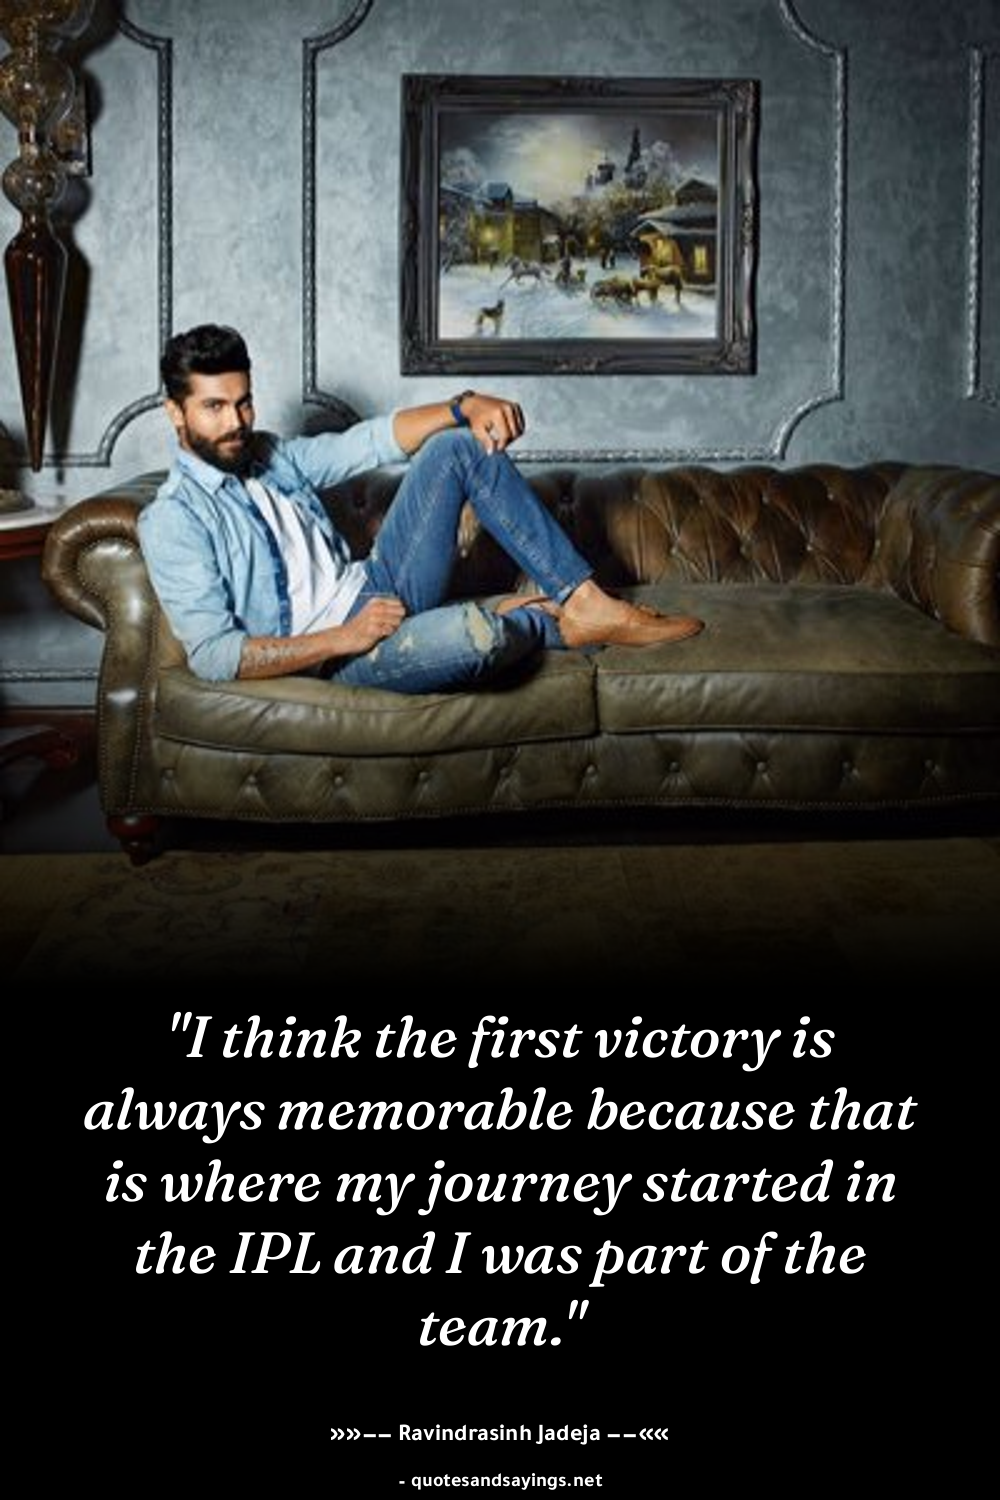 "I think the first victory is
always memorable because that
is where my journey started in
the IPL and I was part of the
team."
»»−− Ravindrasinh Jadeja −−««
- quotesandsayings.net